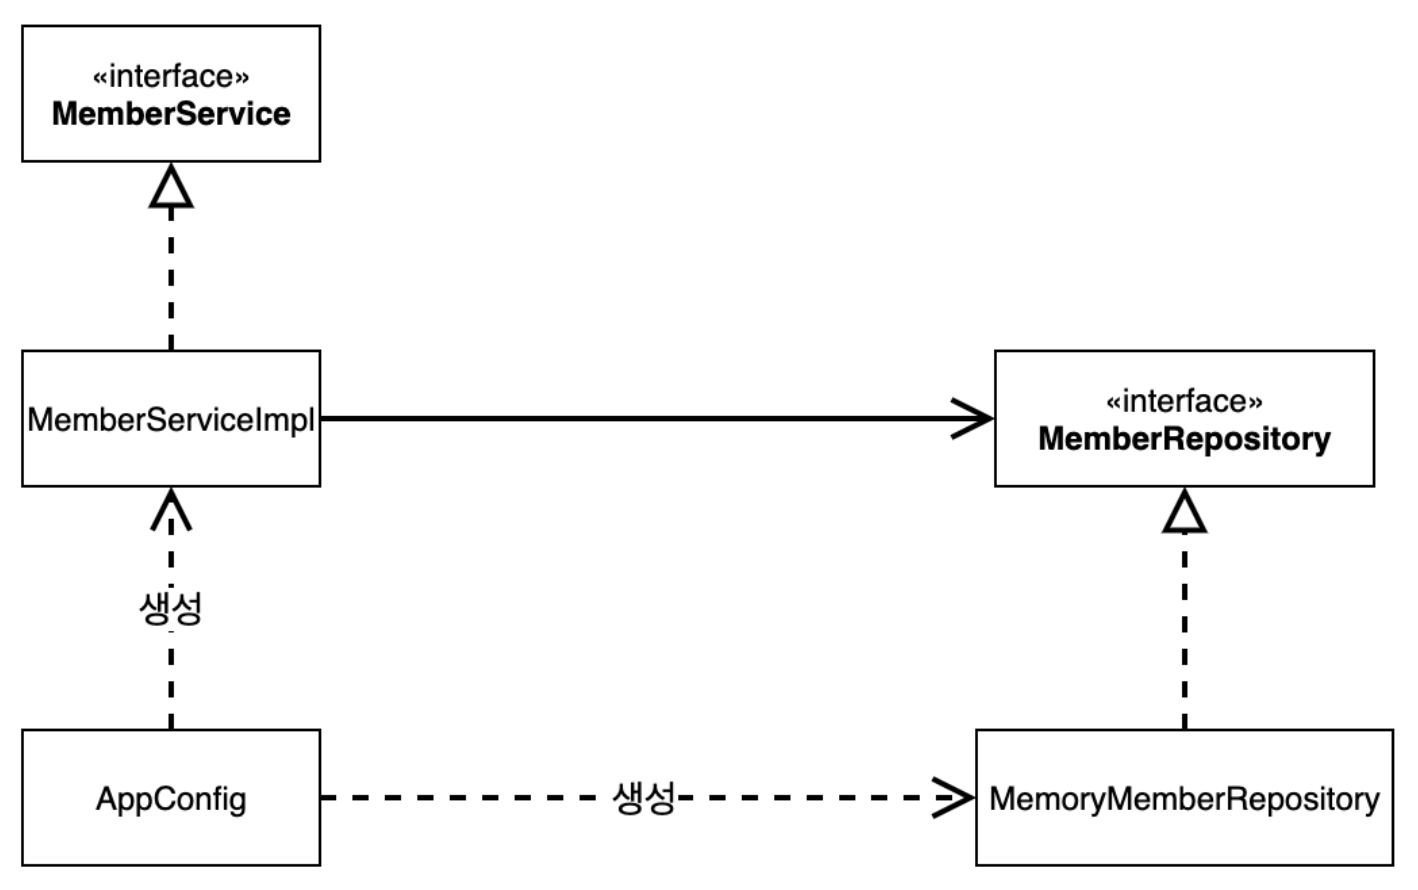 «interface»
MemberService
MemberServiceImpl
«interface»
MemberRepository
생성
AppConfig
생성
MemoryMemberRepository